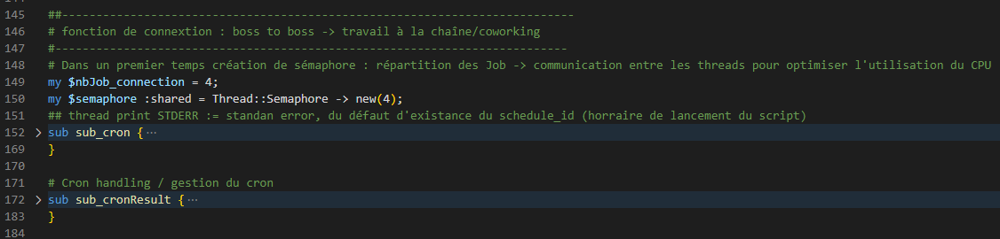 145 ##-----------------------------------------------------------------------
146 # fonction de connextion : boss to boss -> travail à la chaîne/coworking
147 #-----------------------------------------------------------------------
148 # Dans un premier temps création de sémaphore : répartition des Job -> communication entre les threads pour optimiser l'utilisation du CPU
149 my $nbJob_connection = 4;
150 my $semaphore :shared = Thread::Semaphore -> new(4);
151 ## thread print STDERR := standan error, du défaut d'existance du schedule_id (horraire de lancement du script)
152 > sub sub_cron { ⋯
169 }
170
171 # Cron handling / gestion du cron
172 > sub sub_cronResult { ⋯
183 }
184